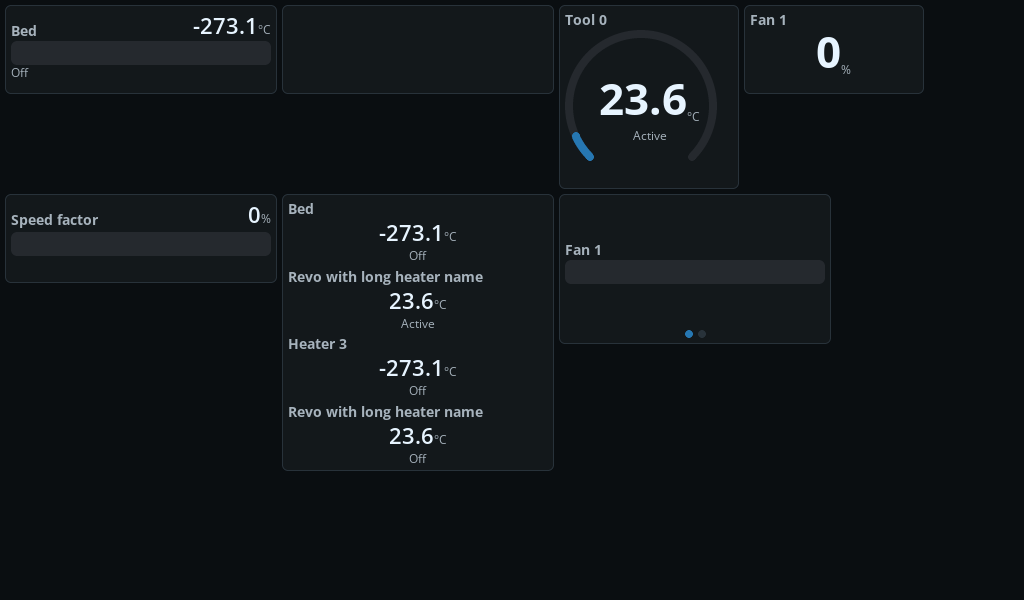 Bed -273.1°C
Off
Tool 0
23.6°C
Active
Fan 1
0%
Speed factor 0%
Bed
-273.1°C
Off
Revo with long heater name
23.6°C
Active
Heater 3
-273.1°C
Off
Revo with long heater name
23.6°C
Off
Fan 1